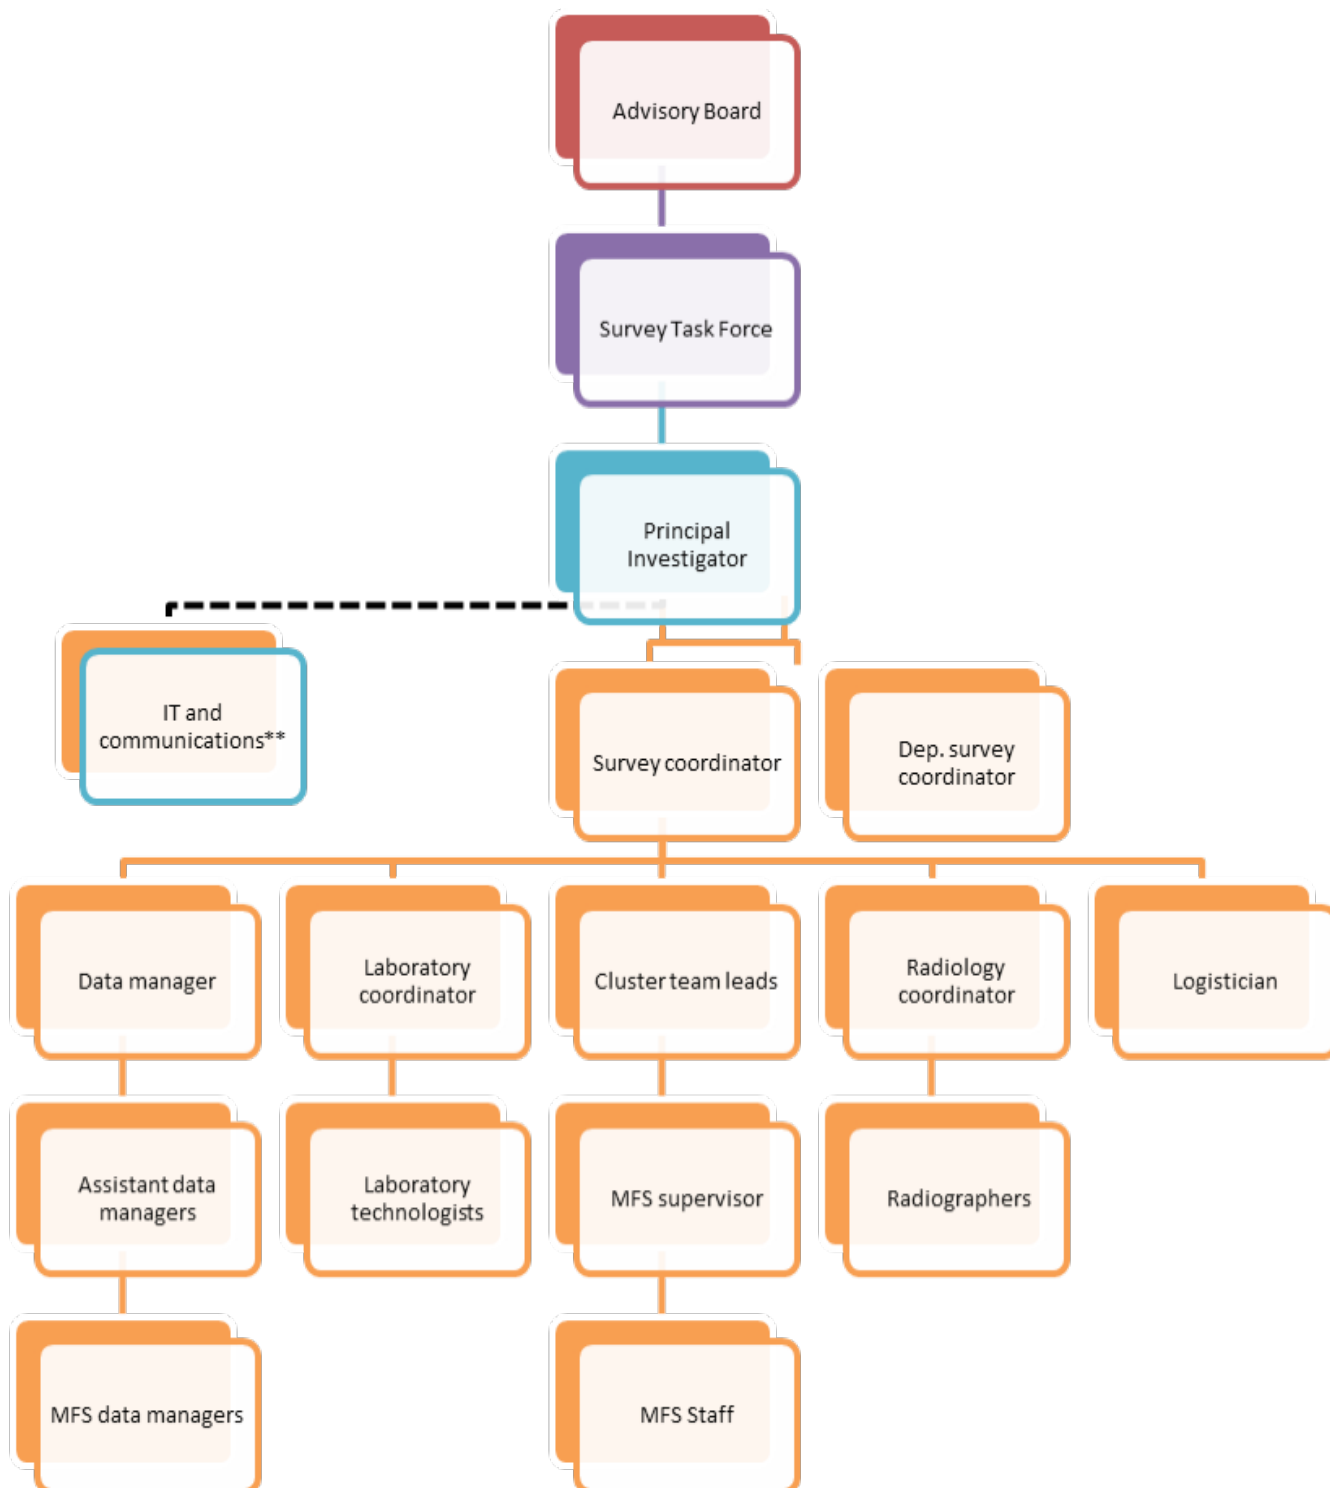 Advisory Board
Survey Task Force
Principal
Investigator
IT and
communications**
Survey coordinator
Dep. survey
coordinator
Data manager
Laboratory
coordinator
Cluster team leads
Radiology
coordinator
Logistician
Assistant data
managers
Laboratory
technologists
MFS supervisor
Radiographers
MFS data managers
MFS Staff